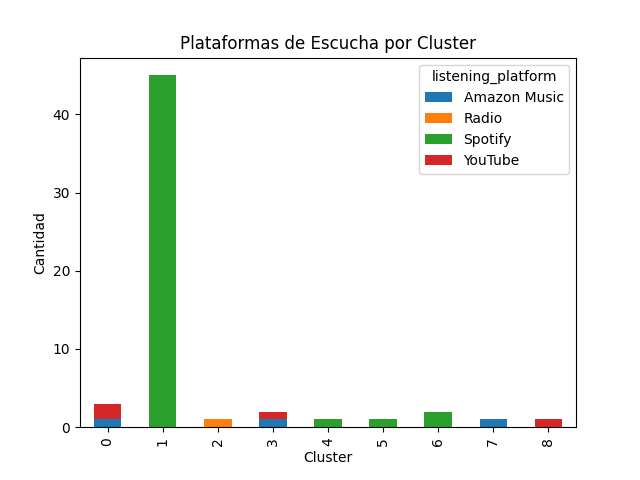 Plataformas de Escucha por Cluster
listening_platform
Amazon Music
Radio
Spotify
YouTube
Cantidad
40
30
20
10
0
0 1 2 3 4 5 6 7 8
Cluster